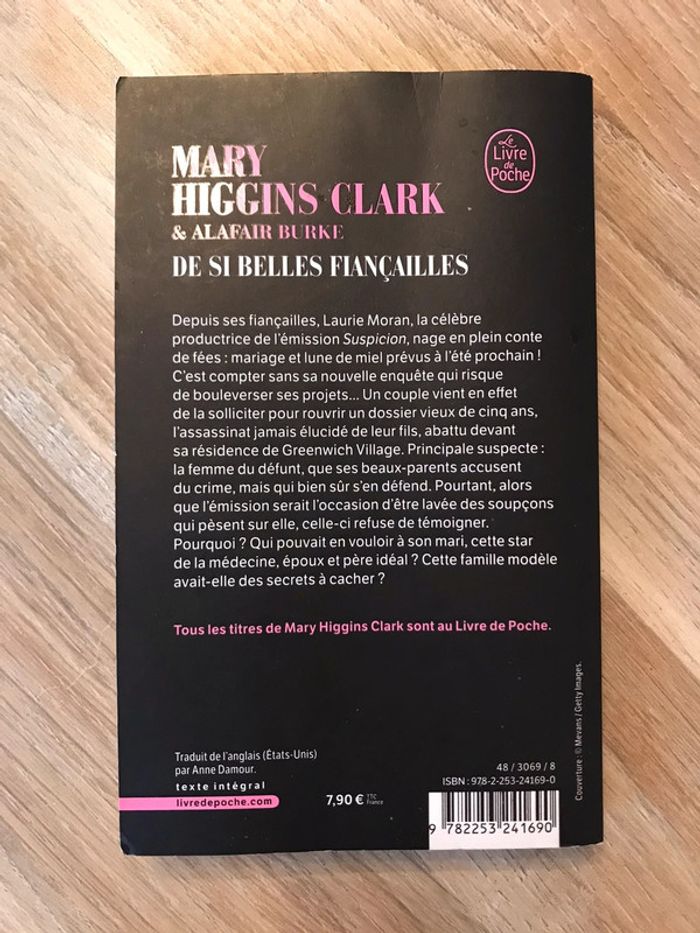 MARY
HIGGINS CLARK
& ALAFAIR BURKE
DE SI BELLES FIANÇAILLES
Le
Livre
de
Poche
Depuis ses fiançailles, Laurie Moran, la célèbre
productrice de l'émission Suspicion, nage en plein conte
de fées : mariage et lune de miel prévus à l'été prochain !
C'est compter sans sa nouvelle enquête qui risque
de bouleverser ses projets... Un couple vient en effet
de la solliciter pour rouvrir un dossier vieux de cinq ans,
l'assassinat jamais élucidé de leur fils, abattu devant
sa résidence de Greenwich Village. Principale suspecte :
la femme du défunt, que ses beaux-parents accusent
du crime, mais qui bien sûr s'en défend. Pourtant, alors
que l'émission serait l'occasion d'être lavée des soupçons
qui pèsent sur elle, celle-ci refuse de témoigner.
Pourquoi ? Qui pouvait en vouloir à son mari, cette star
de la médecine, époux et père idéal ? Cette famille modèle
avait-elle des secrets à cacher ?
Tous les titres de Mary Higgins Clark sont au Livre de Poche.
Couverture : © Mevans / Getty Images.
Traduit de l'anglais (États-Unis)
par Anne Damour.
texte intégral
livredepoche.com
7,90 € TTC
France
48 / 3069 / 8
ISBN : 978-2-253-24169-0
9 782253 241690